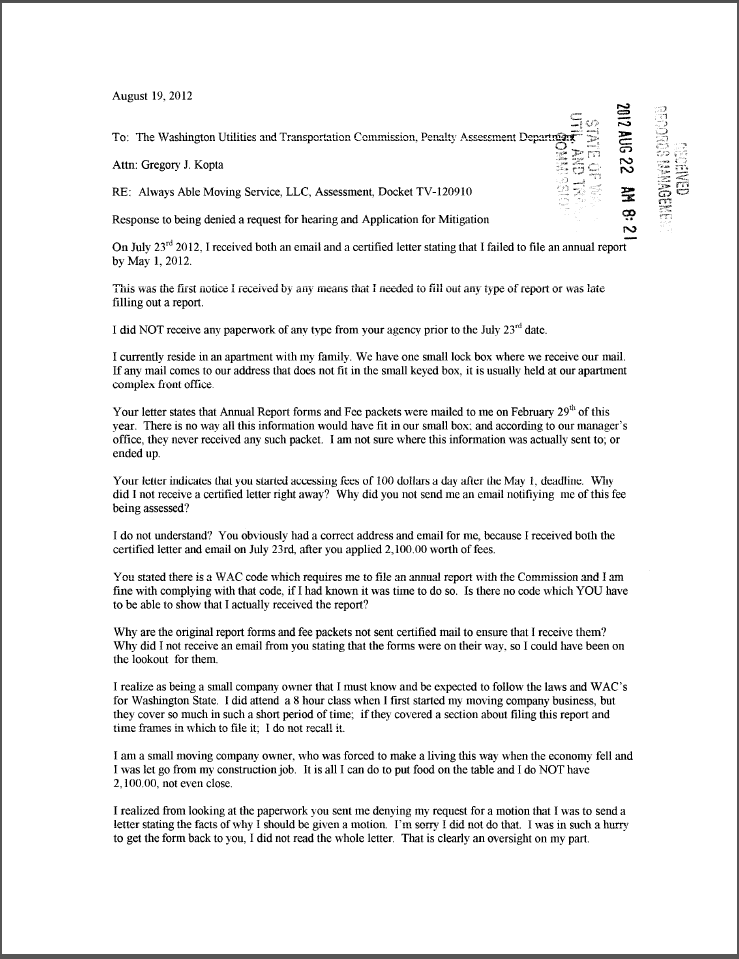 August 19, 2012
To:  The Washington Utilities and Transportation Commission, Penalty Assessment Department
Attn: Gregory J. Kopta
RE:  Always Able Moving Service, LLC, Assessment, Docket TV-120910
Response to being denied a request for hearing and Application for Mitigation
On July 23rd 2012, I received both an email and a certified letter stating that I failed to file an annual report
by May 1, 2012.
This was the first notice I received by any means that I needed to fill out any type of report or was late
filling out a report.
I did NOT receive any paperwork of any type from your agency prior to the July 23rd date.
I currently reside in an apartment with my family. We have one small lock box where we receive our mail.
If any mail comes to our address that does not fit in the small keyed box, it is usually held at our apartment
complex front office.
Your letter states that Annual Report forms and Fee packets were mailed to me on February 29th of this
year.  There is no way all this information would have fit in our small box; and according to our manager's
office, they never received any such packet.  I am not sure where this information was actually sent to; or
ended up.
Your letter indicates that you started accessing fees of 100 dollars a day after the May 1, deadline.  Why
did I not receive a certified letter right away?  Why did you not send me an email notifiying  me of this fee
being assessed?
I do not understand?  You obviously had a correct address and email for me, because I received both the
certified letter and email on July 23rd, after you applied 2,100.00 worth of fees.
You stated there is a WAC code which requires me to file an annual report with the Commission and I am
fine with complying with that code, if I had known it was time to do so.  Is there no code which YOU have
to be able to show that I actually received the report?
Why are the original report forms and fee packets not sent certified mail to ensure that I receive them?
Why did I not receive an email from you stating that the forms were on their way, so I could have been on
the lookout  for them.
I realize as being a small company owner that I must know and be expected to follow the laws and WAC's
for Washington State.  I did attend  a 8 hour class when I first started my moving company business, but
they cover so much in such a short period of time;  if they covered a section about filing this report and
time frames in which to file it;  I do not recall it.
I am a small moving company owner, who was forced to make a living this way when the economy fell and
I was let go from my construction job.  It is all I can do to put food on the table and I do NOT have
2,100.00, not even close.
I realized from looking at the paperwork you sent me denying my request for a motion that I was to send a
letter stating the facts of why I should be given a motion.  I'm sorry I did not do that.  I was in such a hurry
to get the form back to you, I did not read the whole letter.  That is clearly an oversight on my part.
STATE OF
UTIL. AND
COMMISSION
2012 AUG 22  AM 8:21
RECEIVED
RECORDS MANAGEMENT